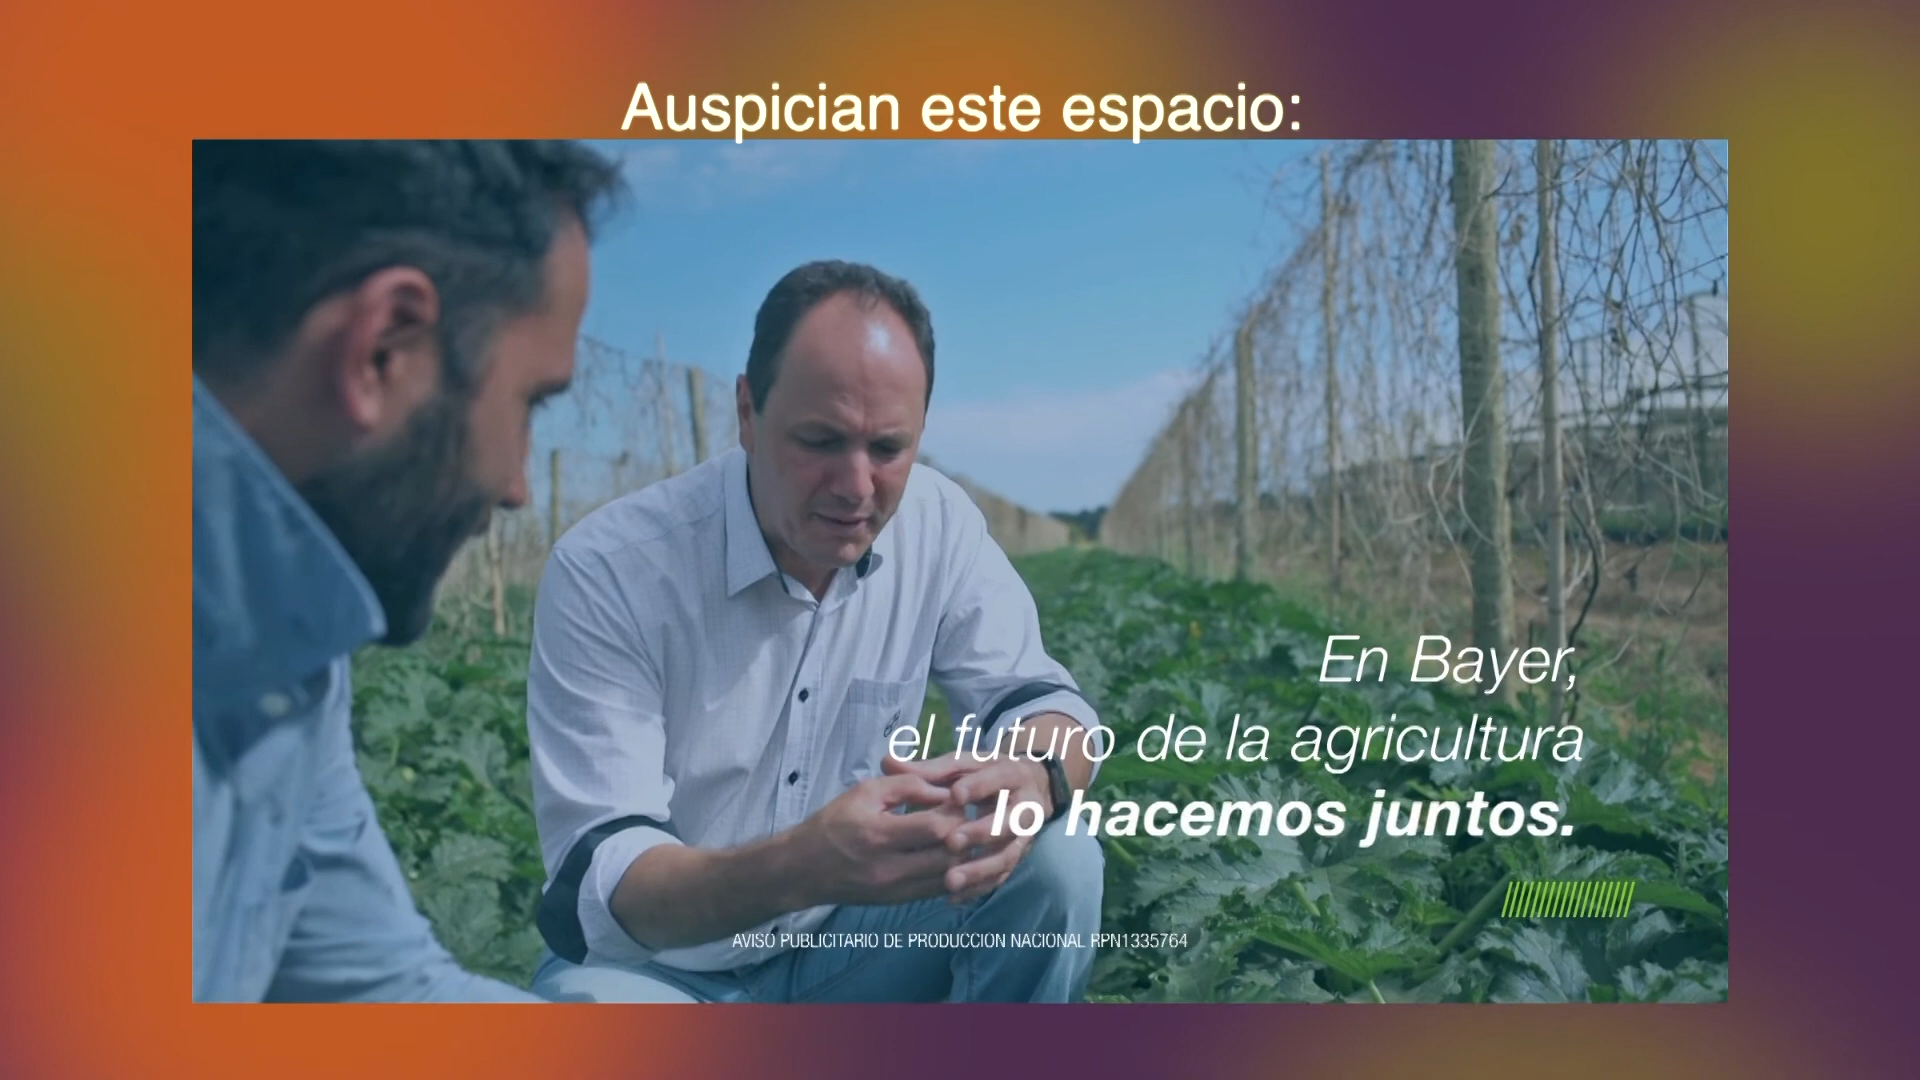 Auspician este espacio:
En Bayer,
el futuro de la agricultura
lo hacemos juntos.
AVISO PUBLICITARIO DE PRODUCCION NACIONAL RPN1335764